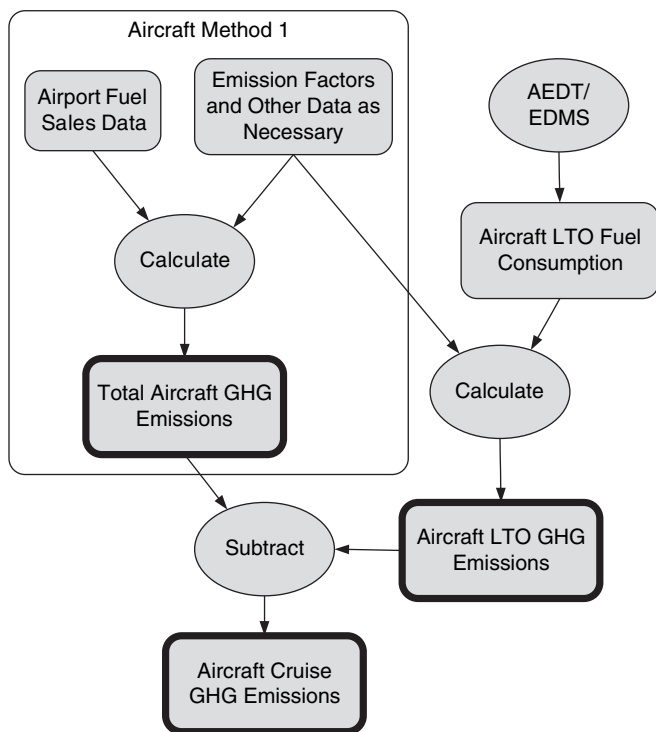 Aircraft Method 1
Airport Fuel
Sales Data
Emission Factors
and Other Data as
Necessary
AEDT/
EDMS
Calculate
Aircraft LTO Fuel
Consumption
Total Aircraft GHG
Emissions
Calculate
Subtract
Aircraft LTO GHG
Emissions
Aircraft Cruise
GHG Emissions